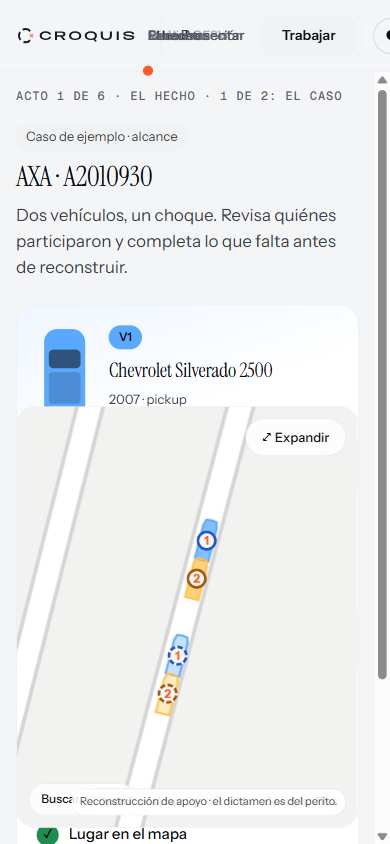 CROQUIS
Trabajar
ACTO 1 DE 6 · EL HECHO · 1 DE 2: EL CASO
Caso de ejemplo · alcance
AXA · A2010930
Dos vehículos, un choque. Revisa quiénes
participaron y completa lo que falta antes
de reconstruir.
V1
Chevrolet Silverado 2500
2007 · pickup
⤢ Expandir
1
2
1
2
Reconstrucción de apoyo · el dictamen es del perito.
✓ Lugar en el mapa